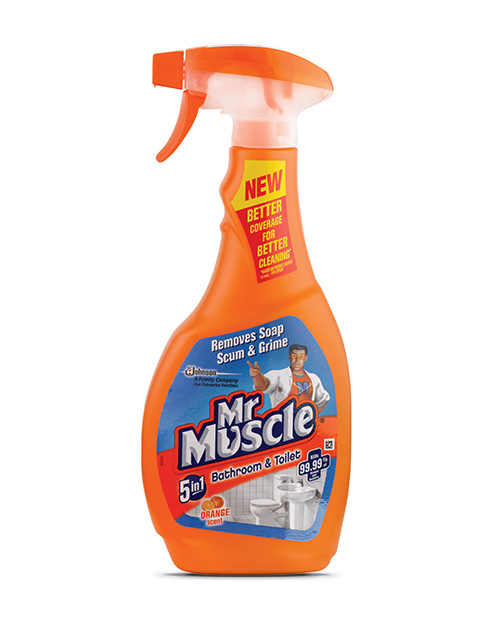 NEW
BETTER
COVERAGE
FOR
BETTER
CLEANING*
Removes Soap
Scum & Grime
Johnson
A Family Company
Mr
Muscle®
Bathroom & Toilet
5in1
Kills
99.99%
ORANGE
scent